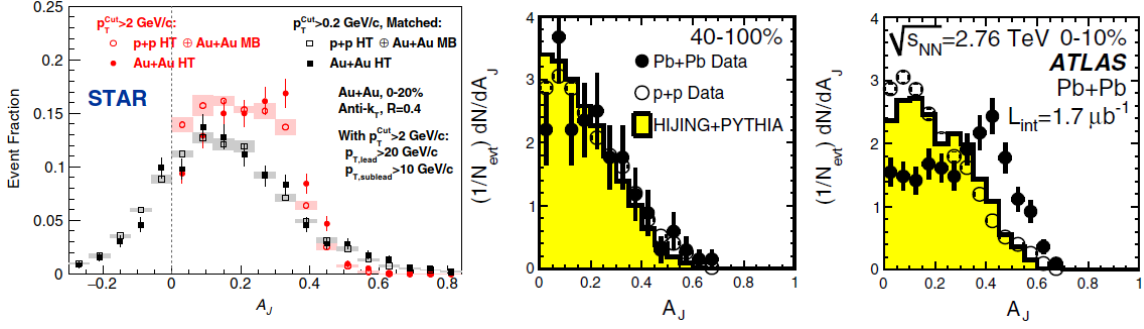 p_T^Cut>2 GeV/c:
p+p HT ⊕ Au+Au MB
Au+Au HT
p_T^Cut>0.2 GeV/c, Matched:
p+p HT ⊕ Au+Au MB
Au+Au HT
STAR
Au+Au, 0-20%
Anti-k_T, R=0.4
With p_T^Cut>2 GeV/c:
p_T,lead>20 GeV/c
p_T,sublead>10 GeV/c
Event Fraction
0.2
0.15
0.1
0.05
0
−0.2 0 0.2 0.4 0.6 0.8
A_J
40-100%
Pb+Pb Data
p+p Data
HIJING+PYTHIA
(1/N_evt) dN/dA_J
4
3
2
1
0
0 0.2 0.4 0.6 0.8 1
A_J
√s_NN=2.76 TeV 0-10%
ATLAS
Pb+Pb
L_int=1.7 μb⁻¹
(1/N_evt) dN/dA_J
4
3
2
1
0
0 0.2 0.4 0.6 0.8 1
A_J